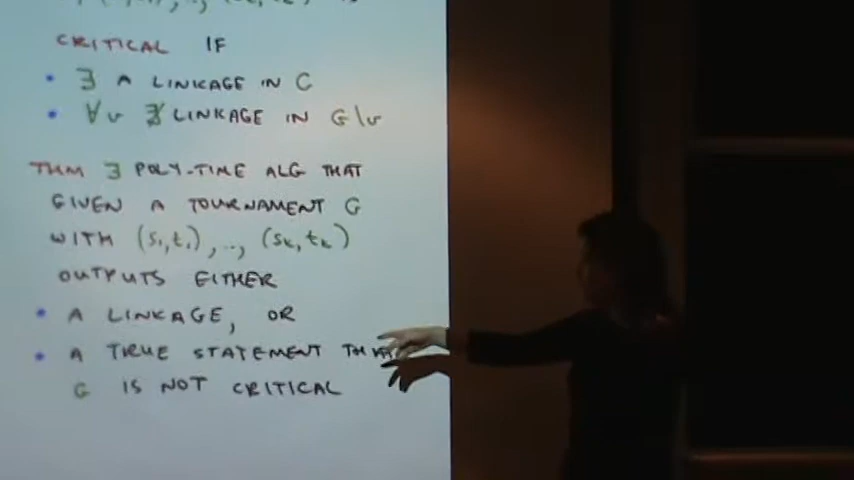 CRITICAL IF
• ∃ A LINKAGE IN G
• ∀v ∄ LINKAGE IN G\v
THM ∃ POLY-TIME ALG THAT
GIVEN A TOURNAMENT G
WITH (s₁,t₁),..,(sₖ,tₖ)
OUTPUTS EITHER
• A LINKAGE, OR
• A TRUE STATEMENT THAT
G IS NOT CRITICAL